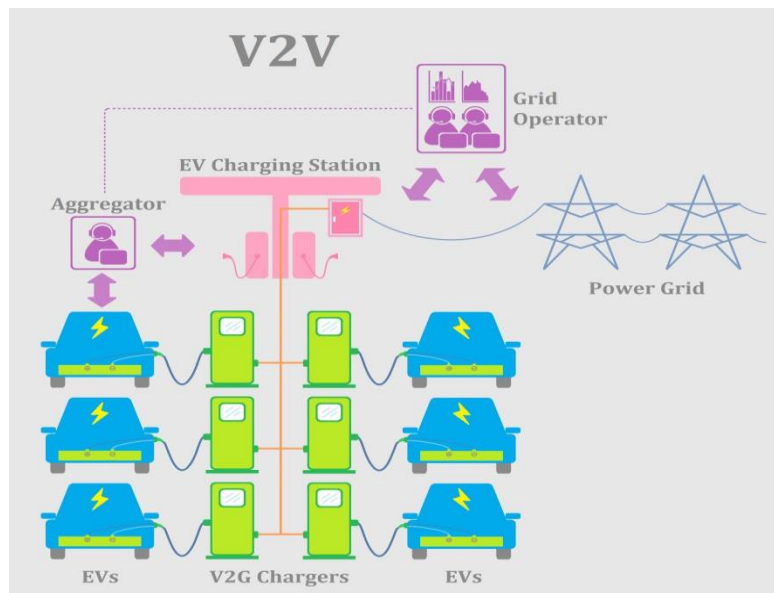 V2V
Grid
Operator
EV Charging Station
Aggregator
Power Grid
EVs
V2G Chargers
EVs